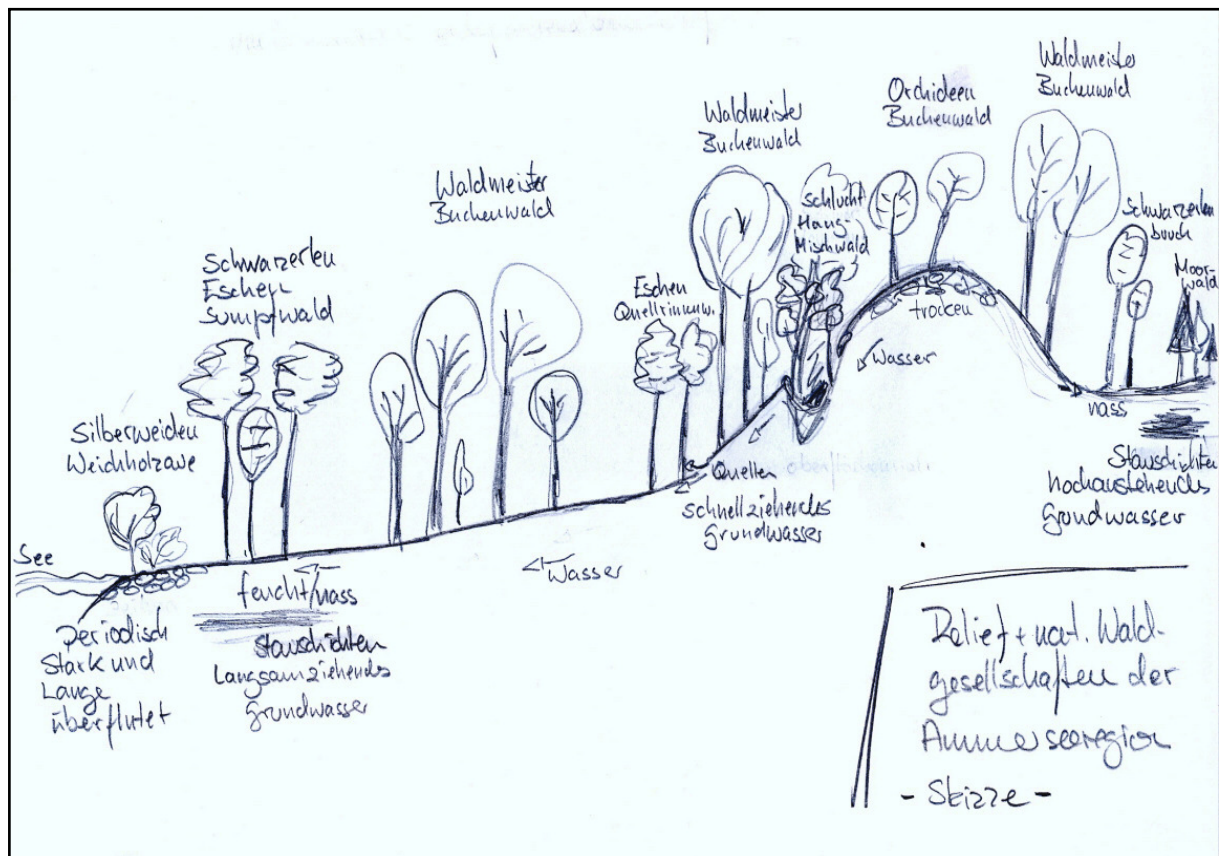 Waldmeister
Buchenwald
Orchideen
Buchenwald
Waldmeister
Buchenwald
Waldmeister
Buchenwald
Schlucht
Hang-
Mischwald
Schwarzerlen
bruch
Moor-
wald
Schwarzerlen
Eschen
Sumpfwald
Eschen
Quellrinnenw.
Silberweiden
Weichholzaue
trocken
Wasser
nass
See
Quellen
schnellziehendes
Grundwasser
Stauschichten
hochanstehendes
Grundwasser
Wasser
feucht/nass
Stauschichten
Langsamziehendes
Grundwasser
periodisch
Stark und
Lange
überflutet
Relief + nat. Wald-
gesellschaften der
Ammerseeregion
- Skizze -